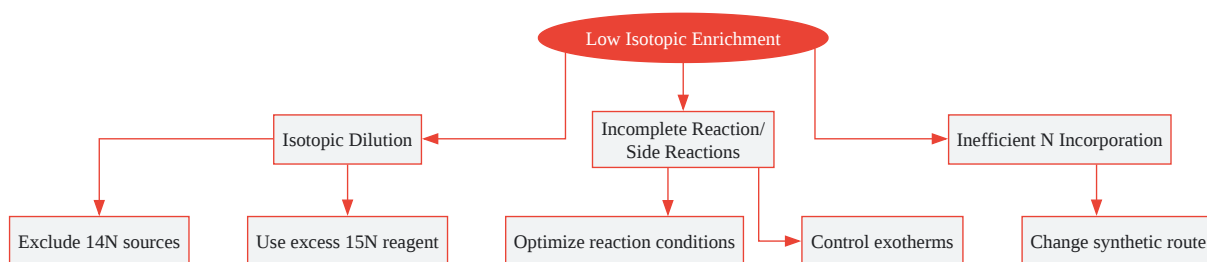 Low Isotopic Enrichment
Isotopic Dilution
Incomplete Reaction/
Side Reactions
Inefficient N Incorporation
Exclude 14N sources
Use excess 15N reagent
Optimize reaction conditions
Control exotherms
Change synthetic route